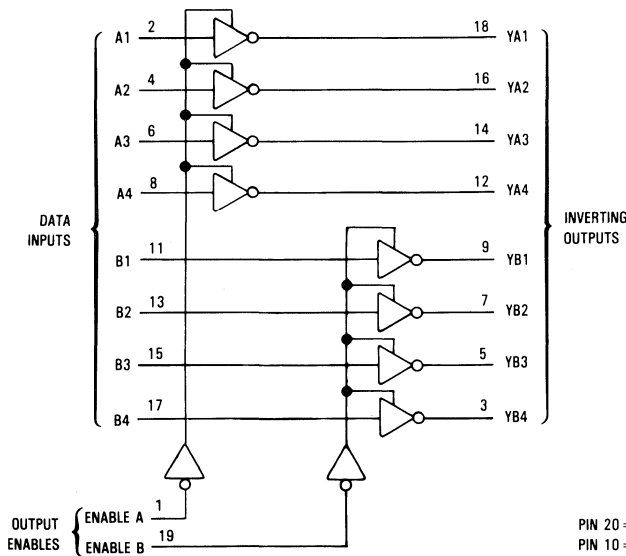 A1 2 18 YA1
A2 4 16 YA2
A3 6 14 YA3
A4 8 12 YA4
DATA
INPUTS
INVERTING
OUTPUTS
B1 11 9 YB1
B2 13 7 YB2
B3 15 5 YB3
B4 17 3 YB4
OUTPUT
ENABLES
ENABLE A 1
ENABLE B 19
PIN 20 =
PIN 10 =